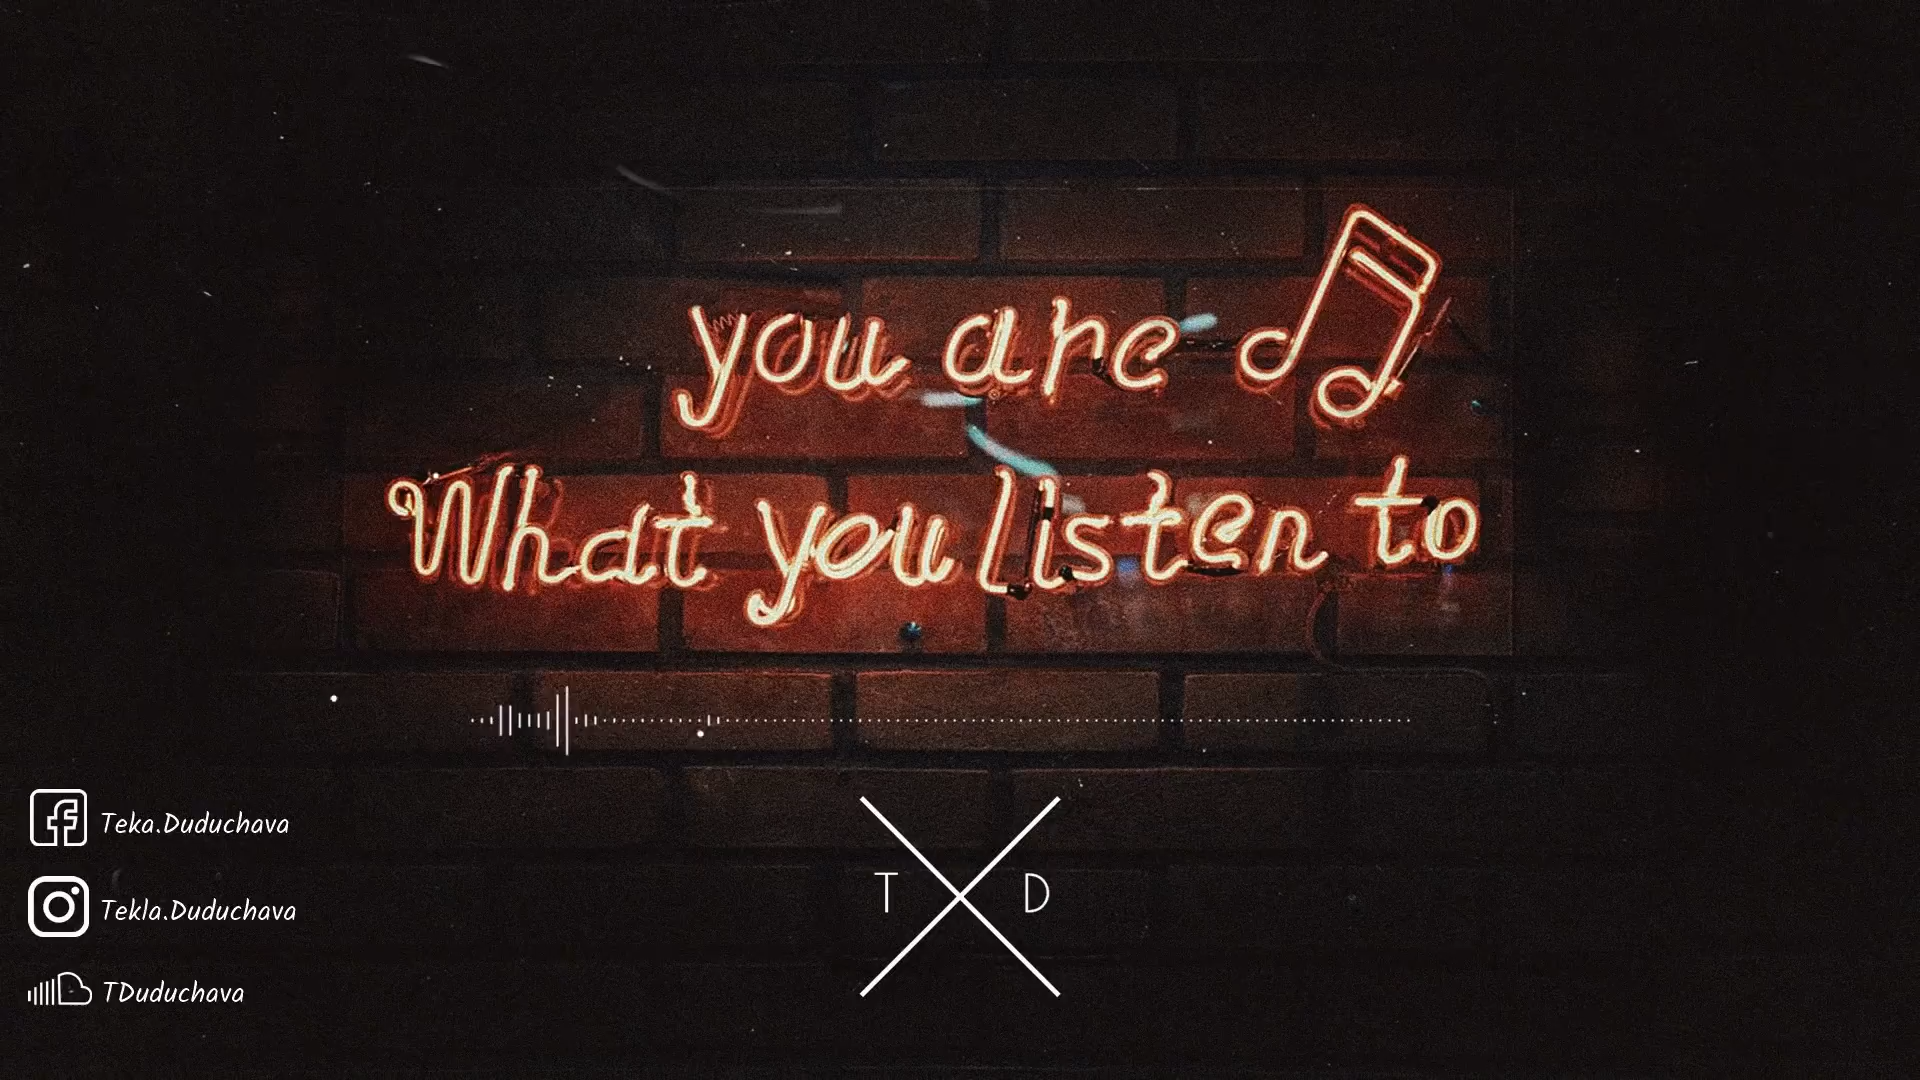 you are
What you listen to
Teka.Duduchava
T D
Tekla.Duduchava
TDuduchava